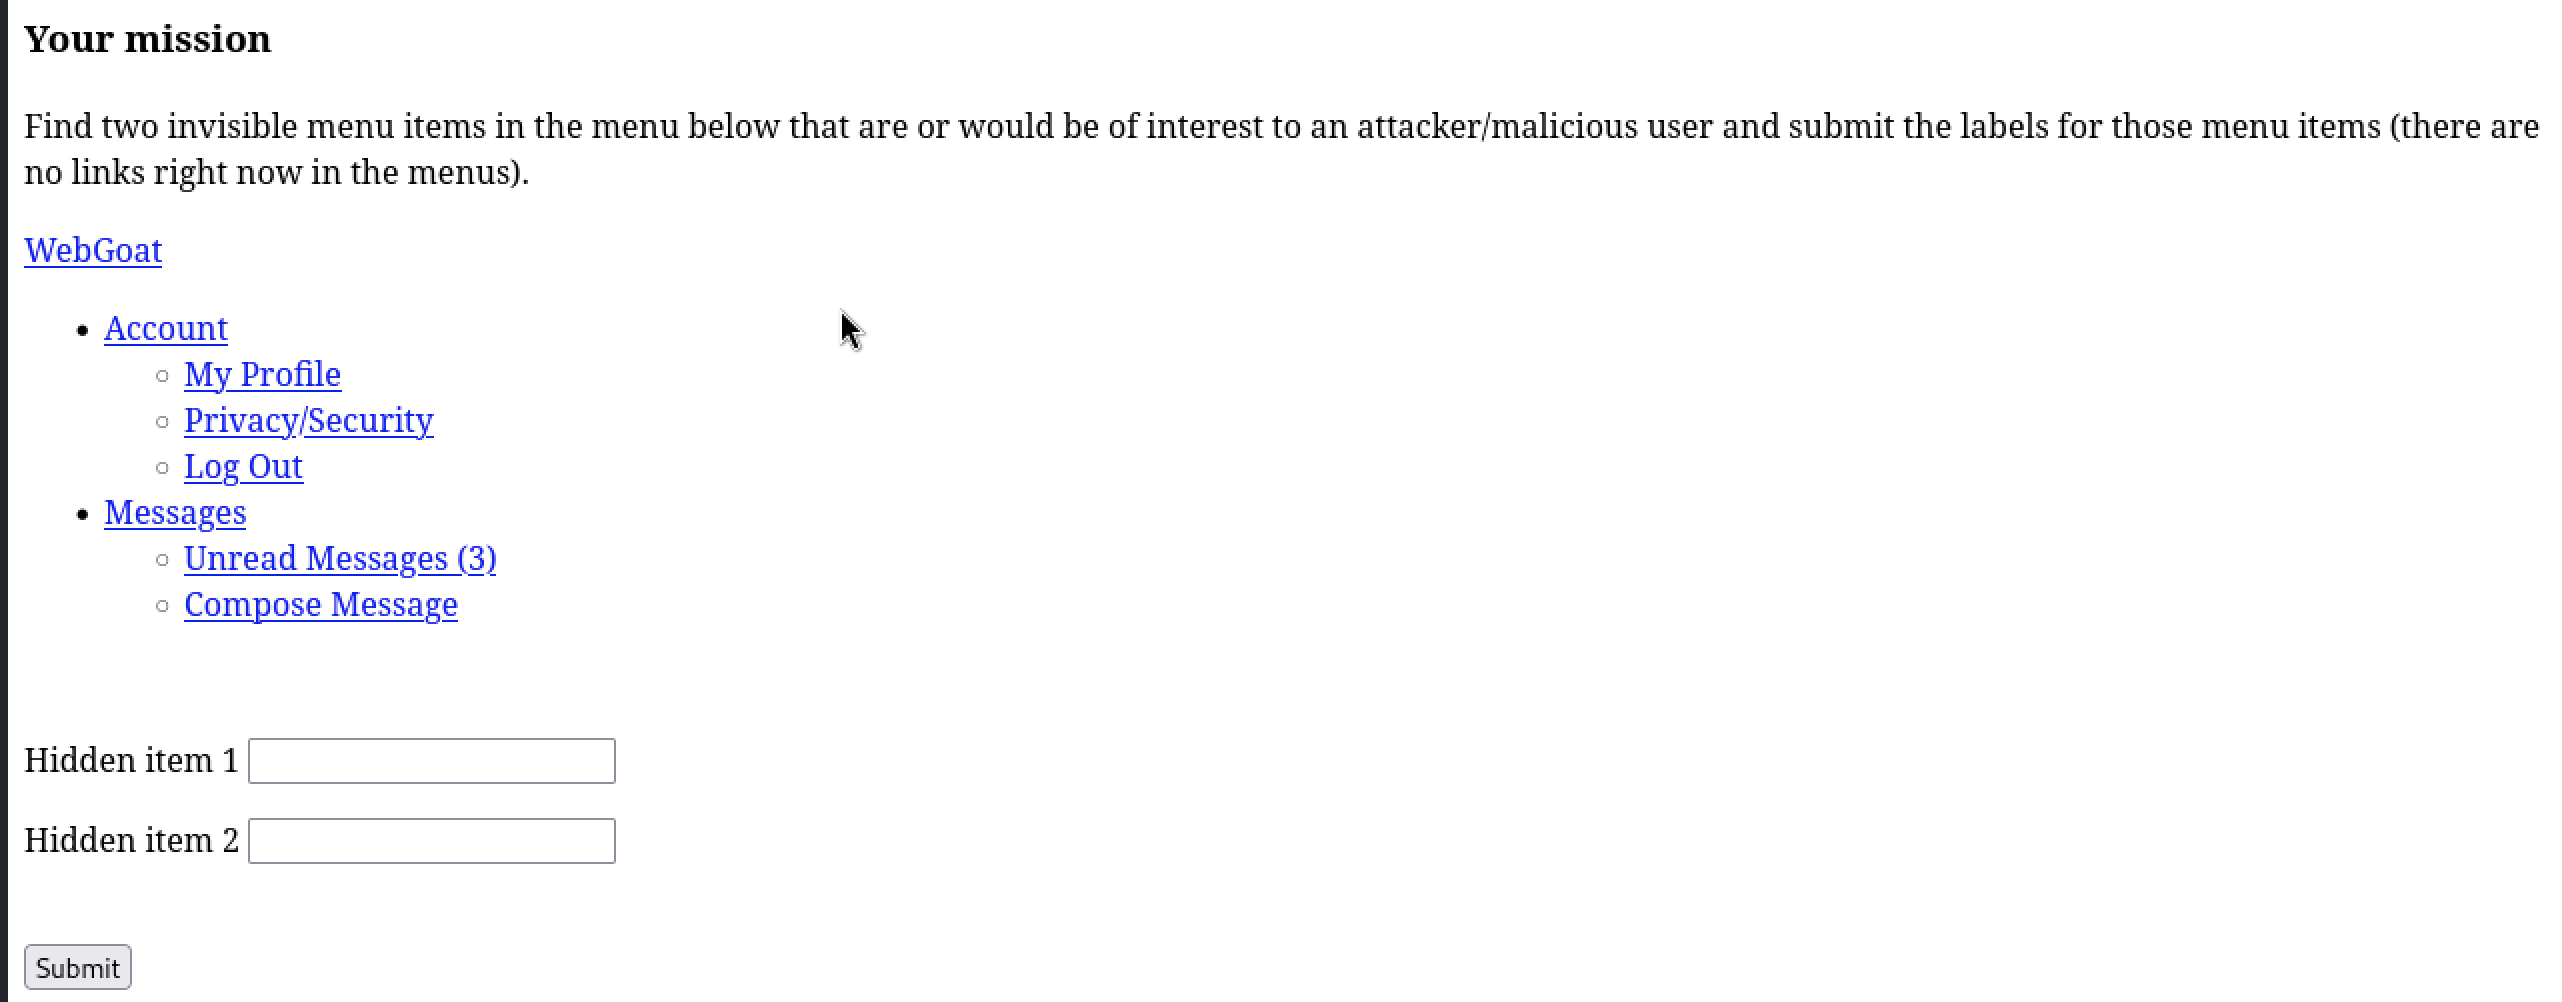 Your mission
Find two invisible menu items in the menu below that are or would be of interest to an attacker/malicious user and submit the labels for those menu items (there are
no links right now in the menus).
WebGoat
Account
My Profile
Privacy/Security
Log Out
Messages
Unread Messages (3)
Compose Message
Hidden item 1
Hidden item 2
Submit